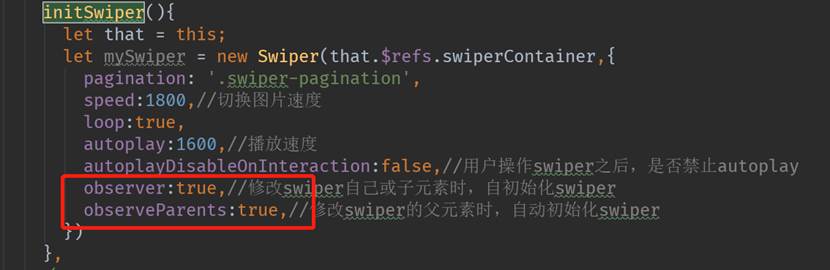 initSwiper(){
let that = this;
let mySwiper = new Swiper(that.$refs.swiperContainer,{
pagination: '.swiper-pagination',
speed:1800,//切换图片速度
loop:true,
autoplay:1600,//播放速度
autoplayDisableOnInteraction:false,//用户操作swiper之后，是否禁止autoplay
observer:true,//修改swiper自己或子元素时，自初始化swiper
observeParents:true,//修改swiper的父元素时，自动初始化swiper
})
},